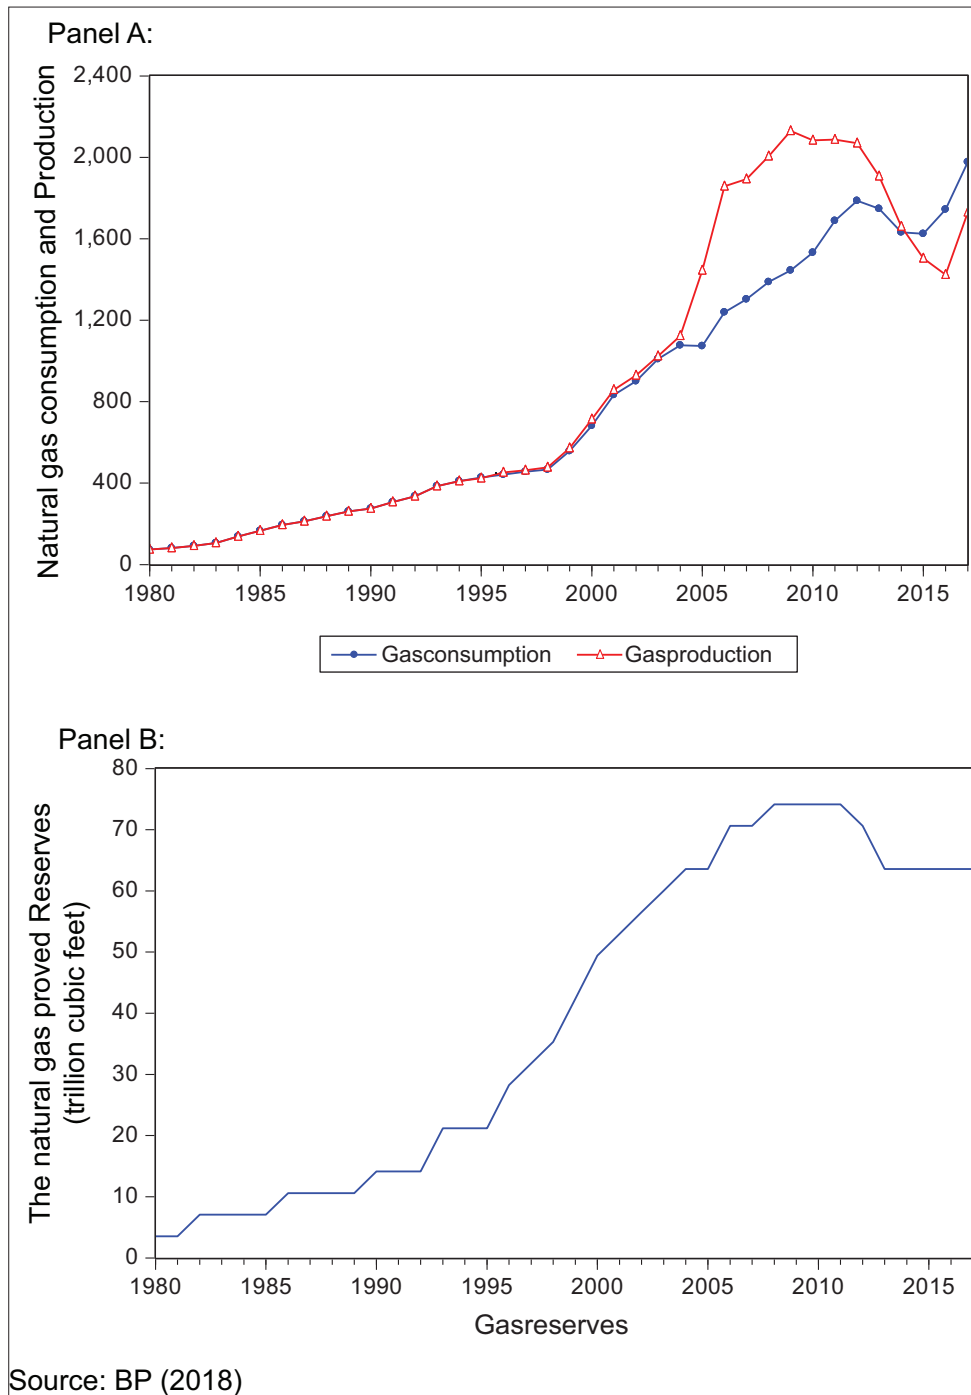 Panel A:
Natural gas consumption and Production
2,400
2,000
1,600
1,200
800
400
0
1980 1985 1990 1995 2000 2005 2010 2015
Gasconsumption Gasproduction
Panel B:
The natural gas proved Reserves
(trillion cubic feet)
80
70
60
50
40
30
20
10
0
1980 1985 1990 1995 2000 2005 2010 2015
Gasreserves
Source: BP (2018)